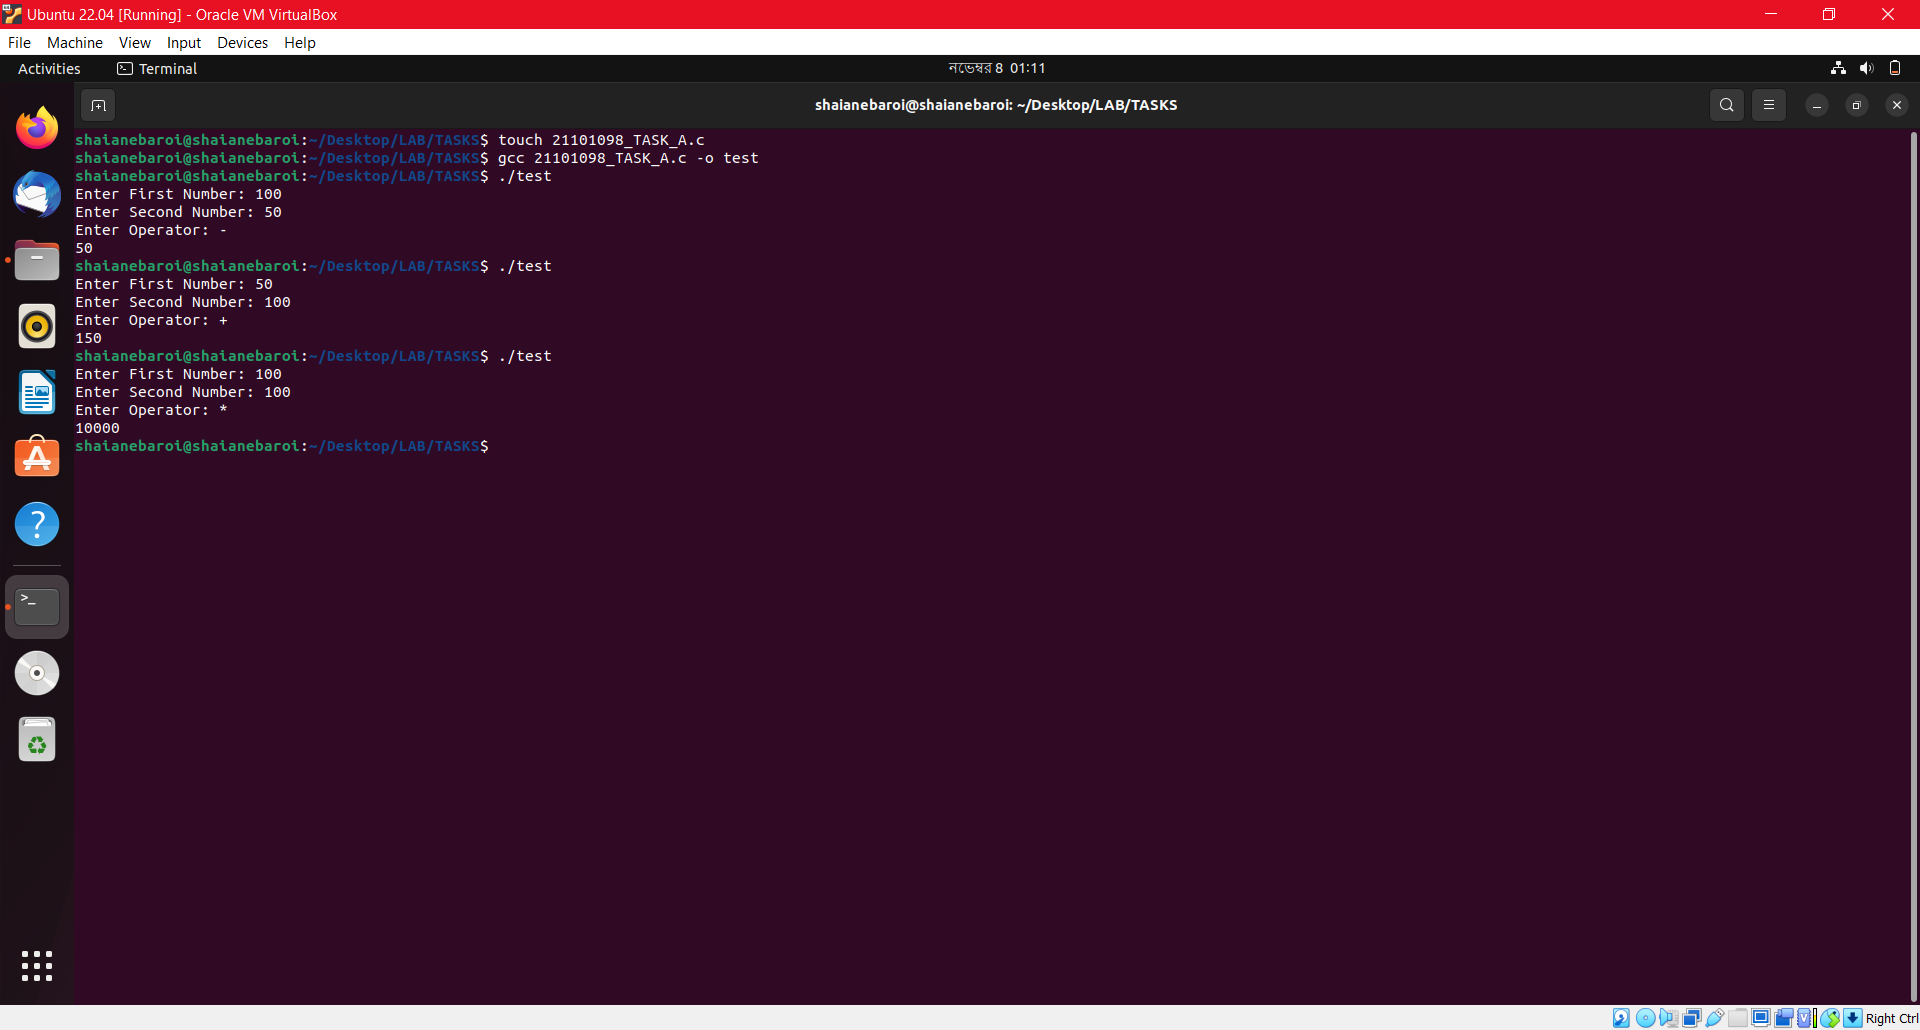 Ubuntu 22.04 [Running] - Oracle VM VirtualBox
File Machine View Input Devices Help
Activities Terminal নভেম্বর 8 01:11
shaianebaroi@shaianebaroi: ~/Desktop/LAB/TASKS
shaianebaroi@shaianebaroi:~/Desktop/LAB/TASKS$ touch 21101098_TASK_A.c
shaianebaroi@shaianebaroi:~/Desktop/LAB/TASKS$ gcc 21101098_TASK_A.c -o test
shaianebaroi@shaianebaroi:~/Desktop/LAB/TASKS$ ./test
Enter First Number: 100
Enter Second Number: 50
Enter Operator: -
50
shaianebaroi@shaianebaroi:~/Desktop/LAB/TASKS$ ./test
Enter First Number: 50
Enter Second Number: 100
Enter Operator: +
150
shaianebaroi@shaianebaroi:~/Desktop/LAB/TASKS$ ./test
Enter First Number: 100
Enter Second Number: 100
Enter Operator: *
10000
shaianebaroi@shaianebaroi:~/Desktop/LAB/TASKS$
Right Ctrl